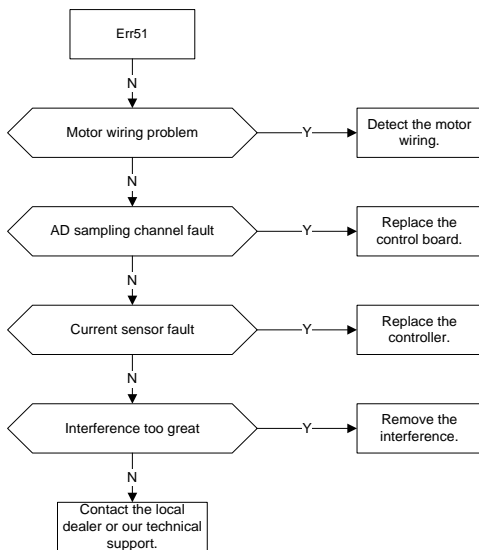 Err51
N
Motor wiring problem
Y
Detect the motor
wiring.
N
AD sampling channel fault
Y
Replace the
control board.
N
Current sensor fault
Y
Replace the
controller.
N
Interference too great
Y
Remove the
interference.
N
Contact the local
dealer or our technical
support.